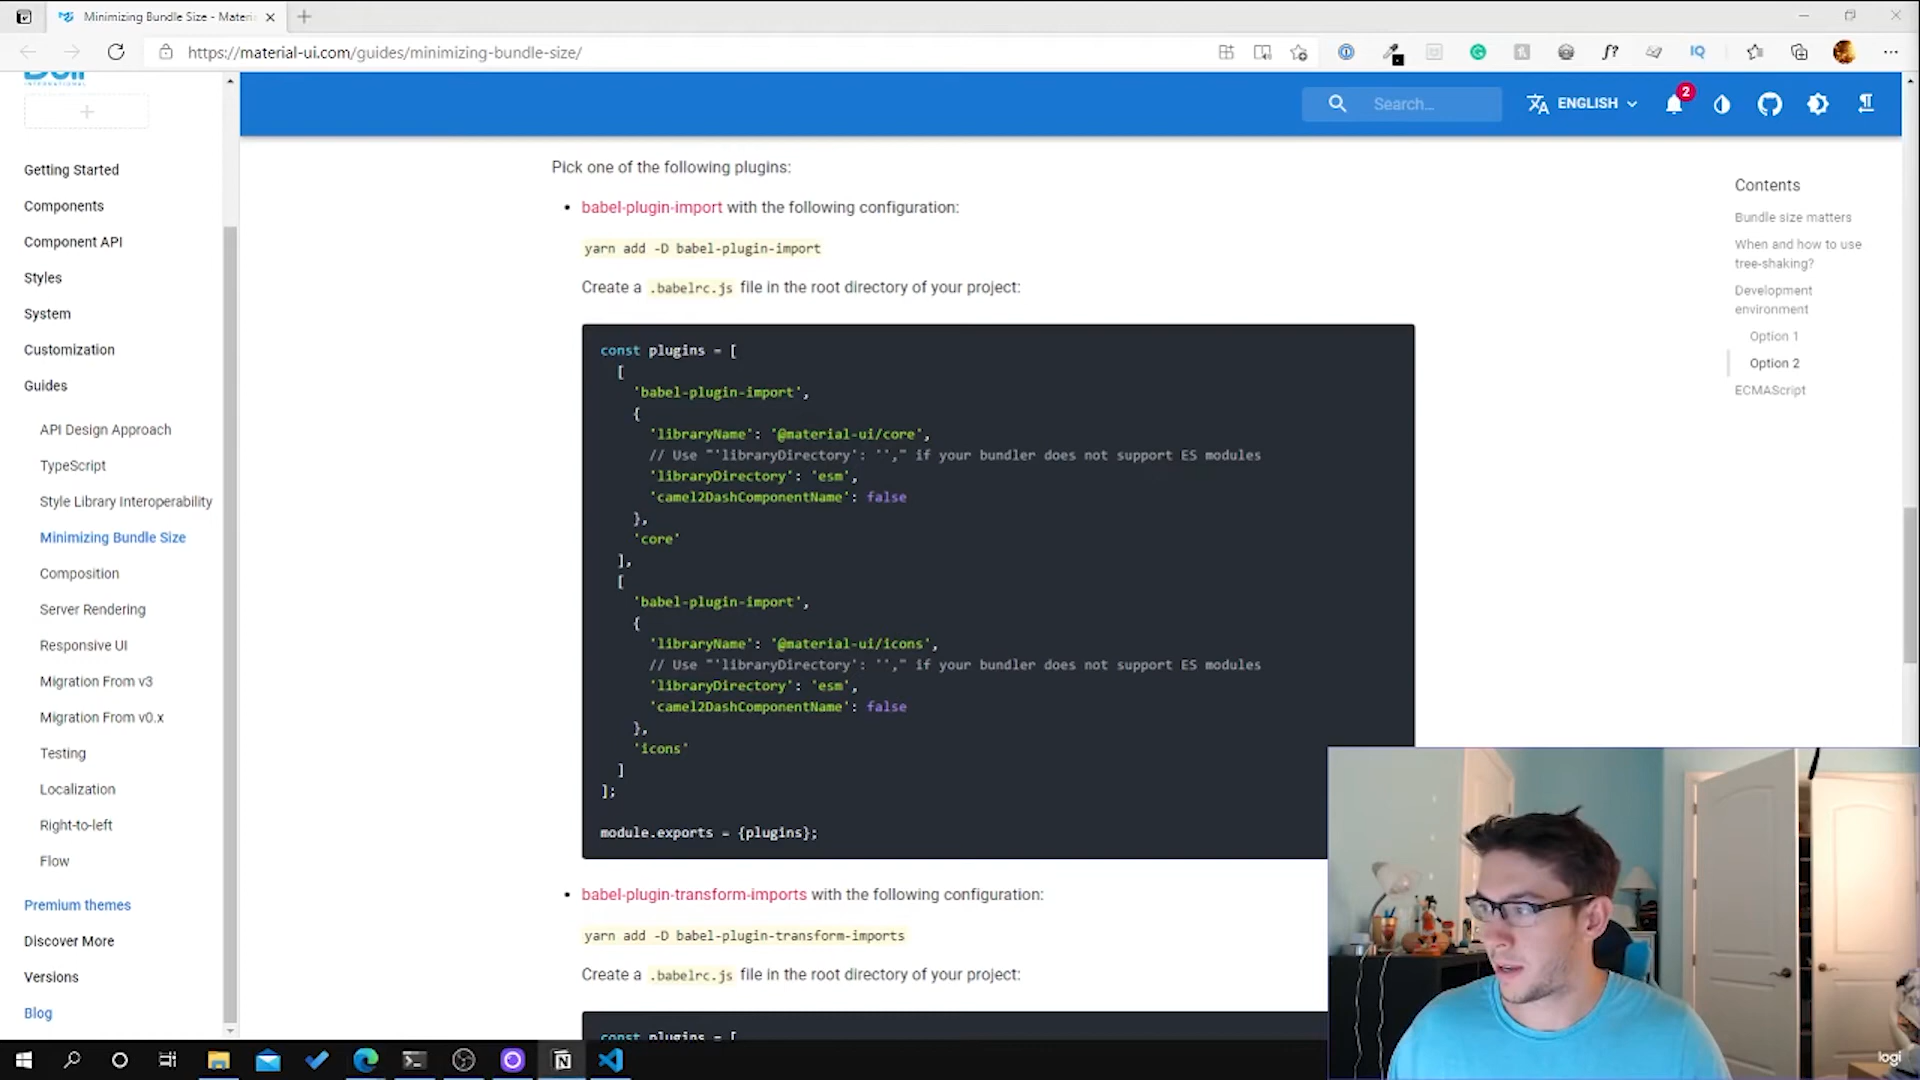 Minimizing Bundle Size - Materi
https://material-ui.com/guides/minimizing-bundle-size/
f?
IQ
INTERNATIONAL
Search…
ENGLISH
2
Getting Started
Components
Component API
Styles
System
Customization
Guides
API Design Approach
TypeScript
Style Library Interoperability
Minimizing Bundle Size
Composition
Server Rendering
Responsive UI
Migration From v3
Migration From v0.x
Testing
Localization
Right-to-left
Flow
Premium themes
Discover More
Versions
Blog
Pick one of the following plugins:
• babel-plugin-import with the following configuration:
yarn add -D babel-plugin-import
Create a .babelrc.js file in the root directory of your project:
const plugins = [
[
'babel-plugin-import',
{
'libraryName': '@material-ui/core',
// Use "'libraryDirectory': ''," if your bundler does not support ES modules
'libraryDirectory': 'esm',
'camel2DashComponentName': false
},
'core'
],
[
'babel-plugin-import',
{
'libraryName': '@material-ui/icons',
// Use "'libraryDirectory': ''," if your bundler does not support ES modules
'libraryDirectory': 'esm',
'camel2DashComponentName': false
},
'icons'
]
];
module.exports = {plugins};
• babel-plugin-transform-imports with the following configuration:
yarn add -D babel-plugin-transform-imports
Create a .babelrc.js file in the root directory of your project:
const plugins = [
Contents
Bundle size matters
When and how to use
tree-shaking?
Development
environment
Option 1
Option 2
ECMAScript
logi